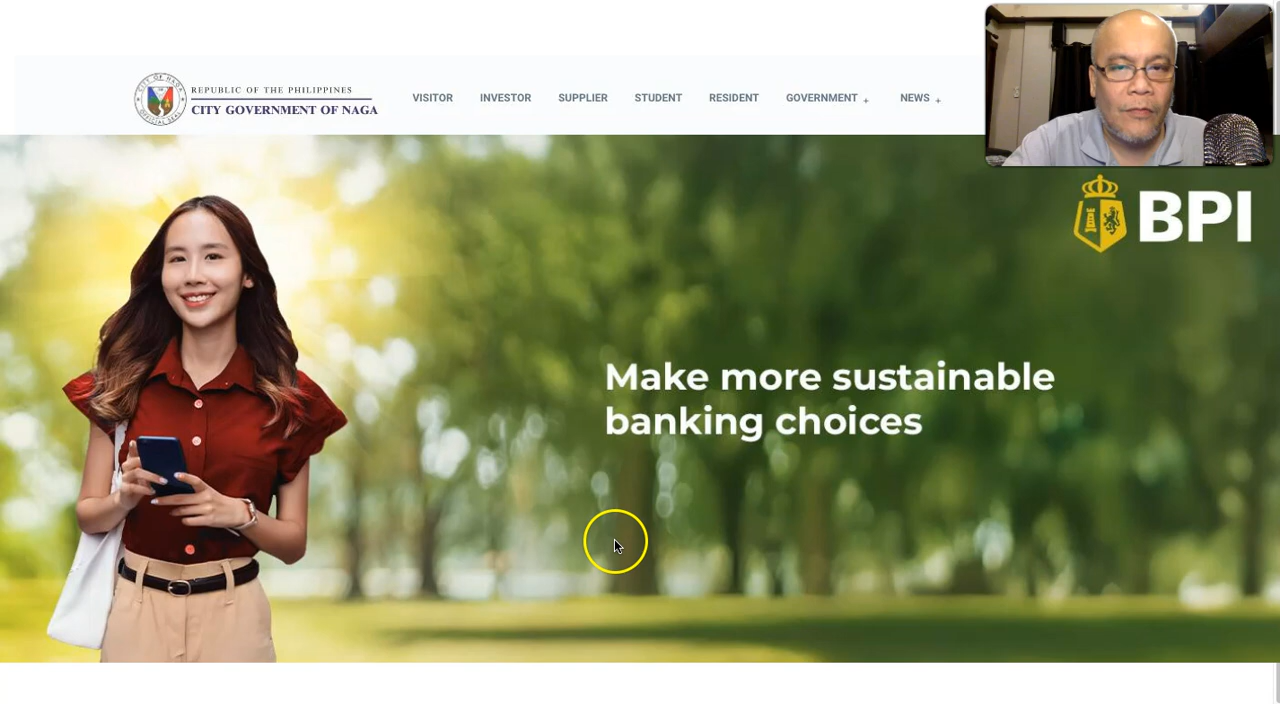 REPUBLIC OF THE PHILIPPINES
CITY GOVERNMENT OF NAGA
VISITOR INVESTOR SUPPLIER STUDENT RESIDENT GOVERNMENT + NEWS +
BPI
Make more sustainable
banking choices